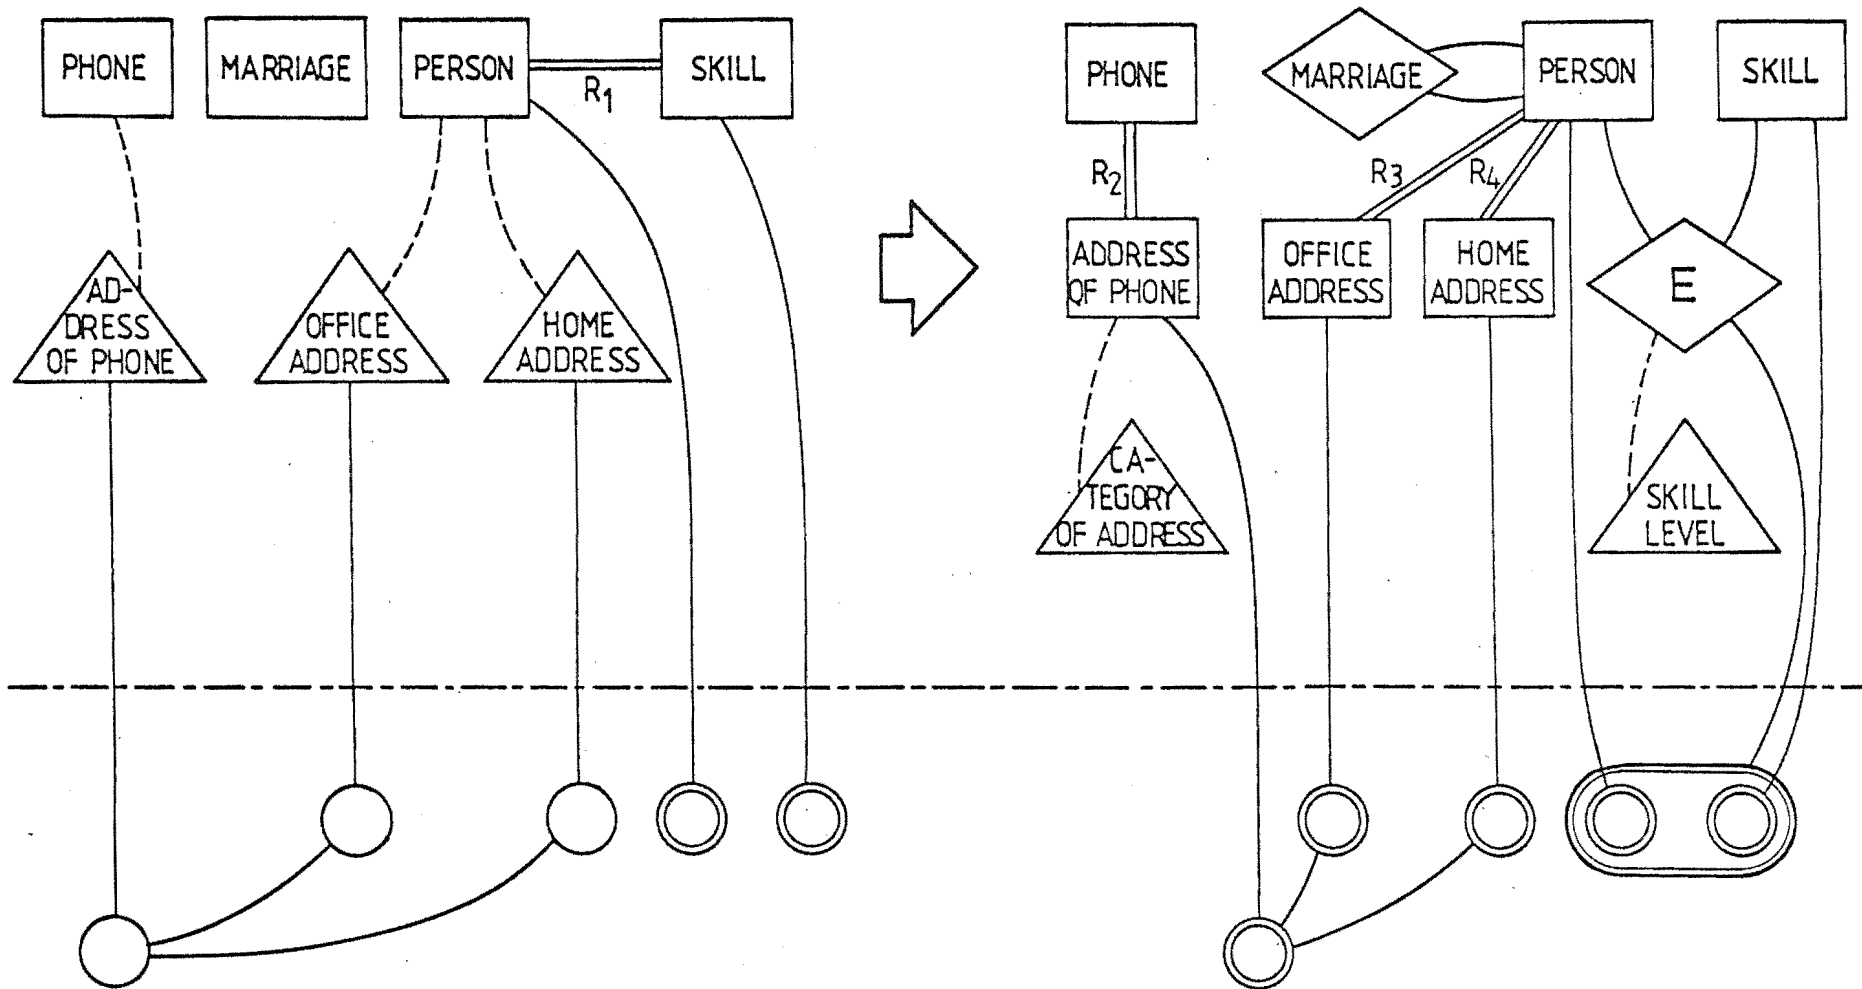 PHONE
MARRIAGE
PERSON
R1
SKILL
AD-
DRESS
OF PHONE
OFFICE
ADDRESS
HOME
ADDRESS
PHONE
MARRIAGE
PERSON
SKILL
R2
R3
R4
ADDRESS
OF PHONE
OFFICE
ADDRESS
HOME
ADDRESS
E
CA-
TEGORY
OF ADDRESS
SKILL
LEVEL